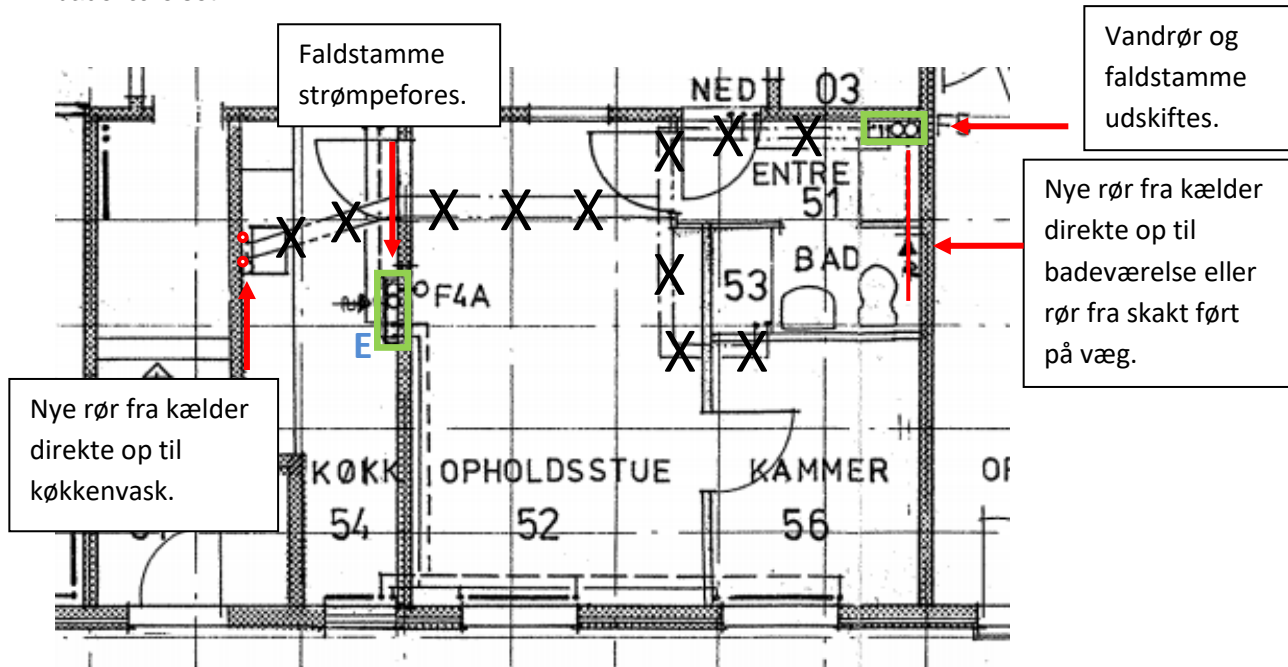 Faldstamme
strømpefores.
Vandrør og
faldstamme
udskiftes.
NEDT 03
ENTRE
51
Nye rør fra kælder
direkte op til
badeværelse eller
rør fra skakt ført
på væg.
BAD
53
F4A
E
Nye rør fra kælder
direkte op til
køkkenvask.
KØKK
54
OPHOLDSSTUE
52
KAMMER
56
X X X X X X X X X X X